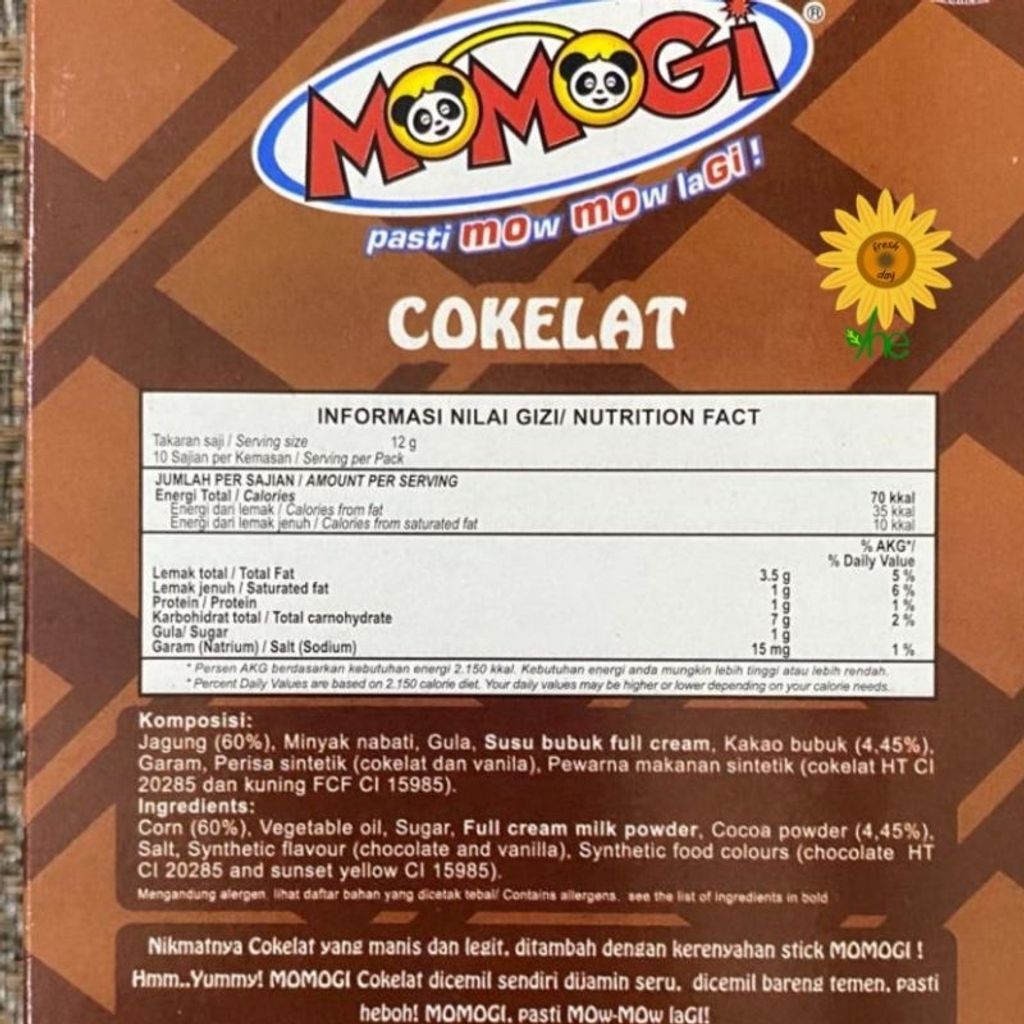 MOMOGI ®
pasti mow mow laGi !
fresh
day
the
COKELAT
INFORMASI NILAI GIZI/ NUTRITION FACT
Takaran saji / Serving size 12 g
10 Sajian per Kemasan / Serving per Pack
JUMLAH PER SAJIAN / AMOUNT PER SERVING
Energi Total / Calories 70 kkal
Energi dari lemak / Calories from fat 35 kkal
Energi dari lemak jenuh / Calories from saturated fat 10 kkal
% AKG*/
% Daily Value
Lemak total / Total Fat 3.5 g 5 %
Lemak jenuh / Saturated fat 1 g 6 %
Protein / Protein 1 g 1 %
Karbohidrat total / Total carnohydrate 7 g 2 %
Gula/ Sugar 1 g
Garam (Natrium) / Salt (Sodium) 15 mg 1 %
* Persen AKG berdasarkan kebutuhan energi 2.150 kkal. Kebutuhan energi anda mungkin lebih tinggi atau lebih rendah.
* Percent Daily Values are based on 2.150 calorie diet. Your daily values may be higher or lower depending on your calorie needs.
Komposisi:
Jagung (60%), Minyak nabati, Gula, Susu bubuk full cream, Kakao bubuk (4,45%),
Garam, Perisa sintetik (cokelat dan vanila), Pewarna makanan sintetik (cokelat HT CI
20285 dan kuning FCF CI 15985).
Ingredients:
Corn (60%), Vegetable oil, Sugar, Full cream milk powder, Cocoa powder (4,45%),
Salt, Synthetic flavour (chocolate and vanilla), Synthetic food colours (chocolate HT
CI 20285 and sunset yellow CI 15985).
Mengandung alergen, lihat daftar bahan yang dicetak tebal/ Contains allergens, see the list of ingredients in bold
Nikmatnya Cokelat yang manis dan legit, ditambah dengan kerenyahan stick MOMOGI !
Hmm..Yummy! MOMOGI Cokelat dicemil sendiri dijamin seru, dicemil bareng temen, pasti
heboh! MOMOGI, pasti MOw-MOw laGI!